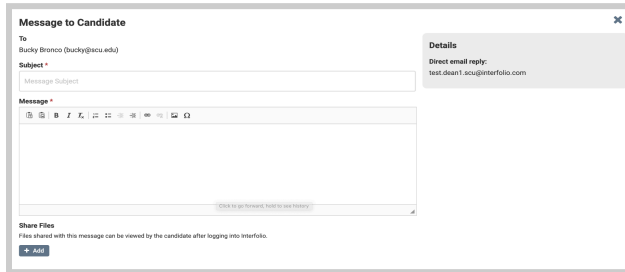 Message to Candidate
To
Bucky Bronco (bucky@scu.edu)
Subject *
Message Subject
Message *
B I Ix Ω
Click to go forward, hold to see history
Share Files
Files shared with this message can be viewed by the candidate after logging into Interfolio.
+ Add
Details
Direct email reply:
test.dean1.scu@interfolio.com